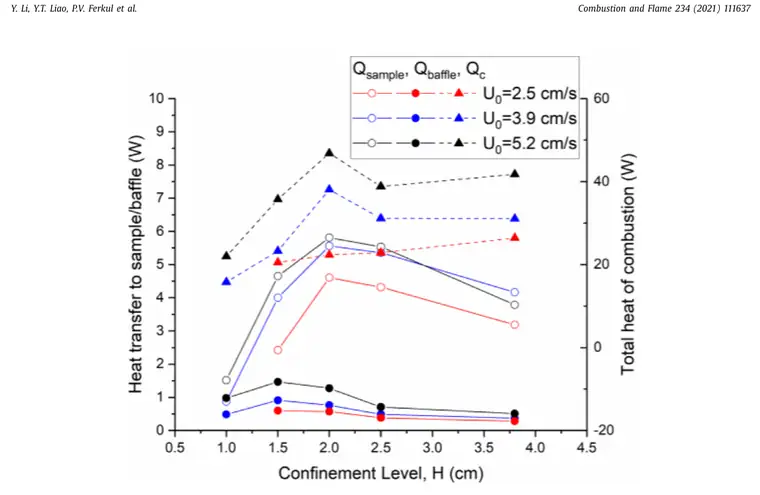 Y. Li, Y.T. Liao, P.V. Ferkul et al.
Combustion and Flame 234 (2021) 111637
Qsample, Qbaffle, Qc
U0=2.5 cm/s
U0=3.9 cm/s
U0=5.2 cm/s
Heat transfer to sample/baffle (W)
10
9
8
7
6
5
4
3
2
1
0
Total heat of combustion (W)
60
40
20
0
-20
0.5 1.0 1.5 2.0 2.5 3.0 3.5 4.0 4.5
Confinement Level, H (cm)